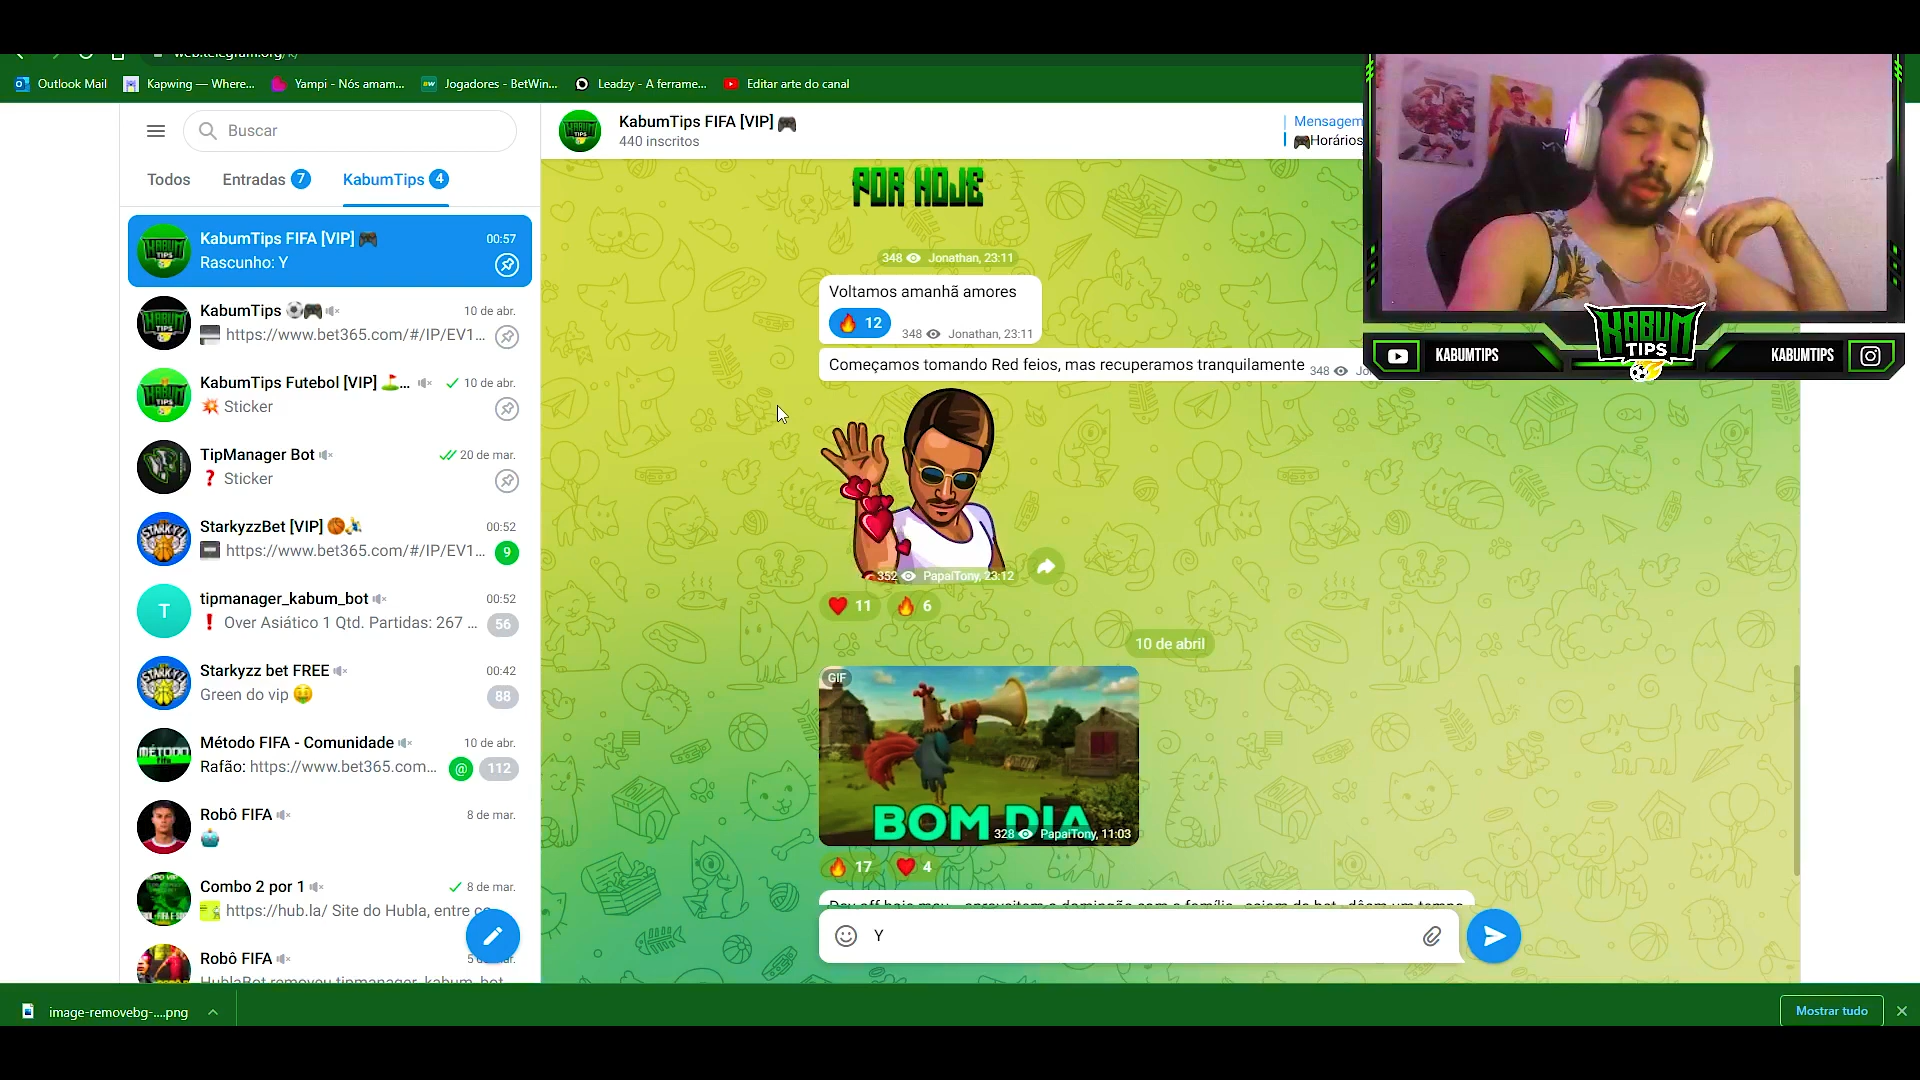 web.telegram.org/k/
Outlook Mail
Kapwing — Where...
Yampi - Nós amam...
Jogadores - BetWin...
Leadzy - A ferrame...
Editar arte do canal
Buscar
Todos
Entradas 7
KabumTips 4
KabumTips FIFA [VIP] 🎮 00:57
Rascunho: Y
KabumTips ⚽🎮 10 de abr.
https://www.bet365.com/#/IP/EV1...
KabumTips Futebol [VIP] ⛳... 10 de abr.
💥 Sticker
TipManager Bot 20 de mar.
❓ Sticker
StarkyzzBet [VIP] 🏀 00:52
https://www.bet365.com/#/IP/EV1... 9
T
tipmanager_kabum_bot 00:52
❗ Over Asiático 1 Qtd. Partidas: 267 ... 56
Starkyzz bet FREE 00:42
Green do vip 🤑 88
Método FIFA - Comunidade 10 de abr.
Rafão: https://www.bet365.com... @ 112
Robô FIFA 8 de mar.
Combo 2 por 1 8 de mar.
https://hub.la/ Site do Hubla, entre
Robô FIFA
HublaBot removeu tipmanager_kabum_bot
KabumTips FIFA [VIP] 🎮
440 inscritos
Mensagem
🎮Horários
POR HOJE
348 Jonathan, 23:11
Voltamos amanhã amores
🔥 12 348 Jonathan, 23:11
Começamos tomando Red feios, mas recuperamos tranquilamente 348
352 PapaiTony, 23:12
❤️ 11 🔥 6
10 de abril
GIF
BOM DIA
328 PapaiTony, 11:03
🔥 17 ❤️ 4
Y
KABUMTIPS
KABUM
TIPS
KABUMTIPS
image-removebg-....png
Mostrar tudo